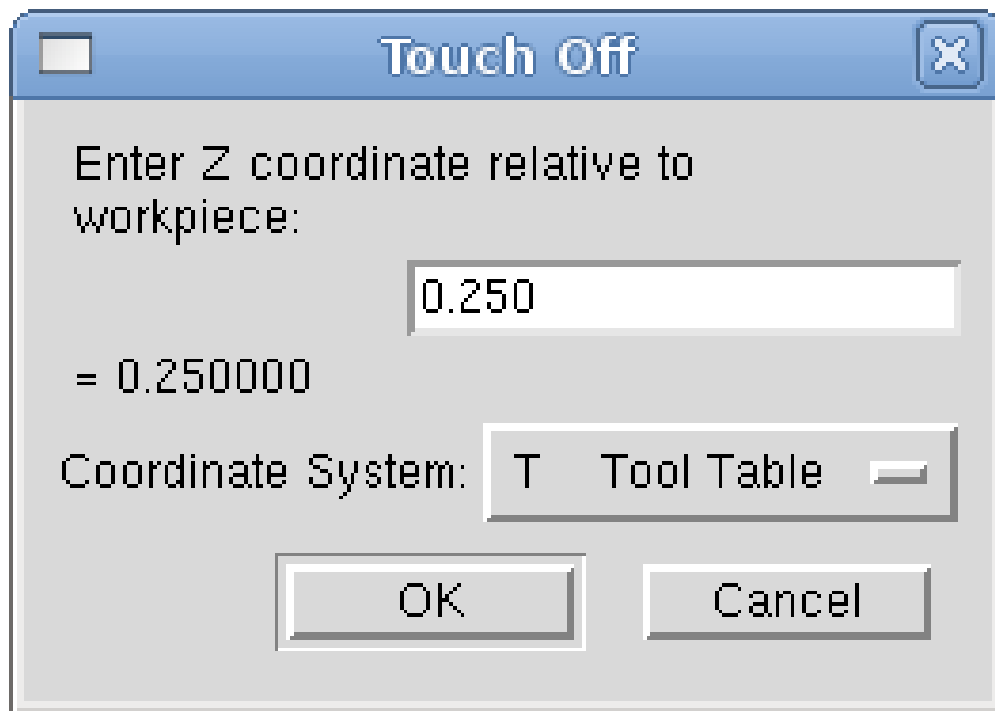 Touch Off
Enter Z coordinate relative to
workpiece:
0.250
= 0.250000
Coordinate System: T Tool Table
OK Cancel